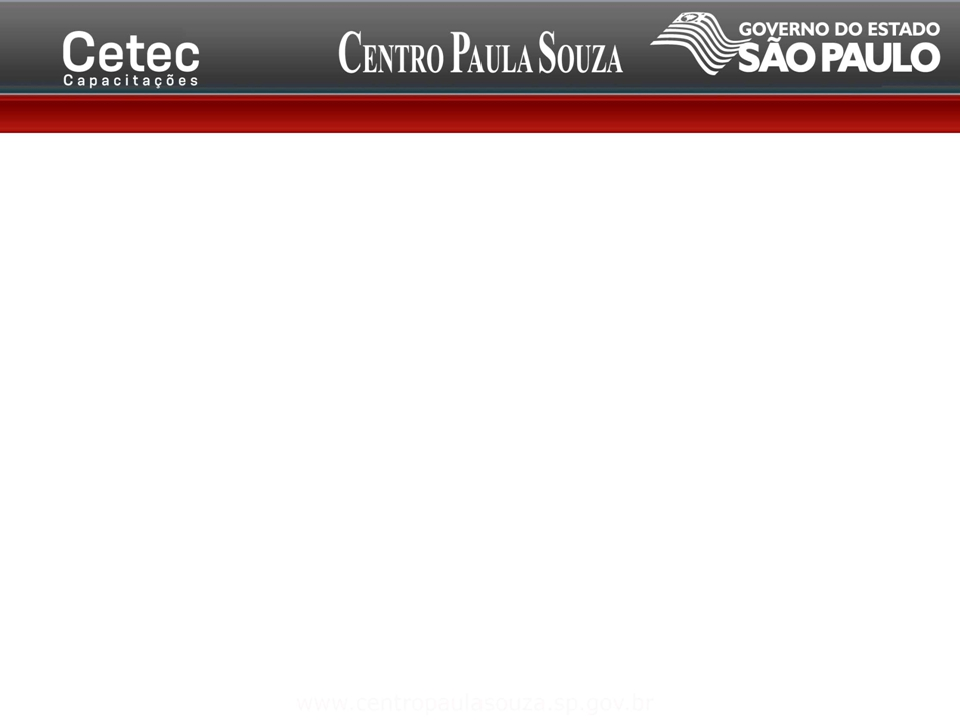 Cetec
Capacitações
CENTRO PAULA SOUZA
GOVERNO DO ESTADO
SÃO PAULO
www.centropaulasouza.sp.gov.br